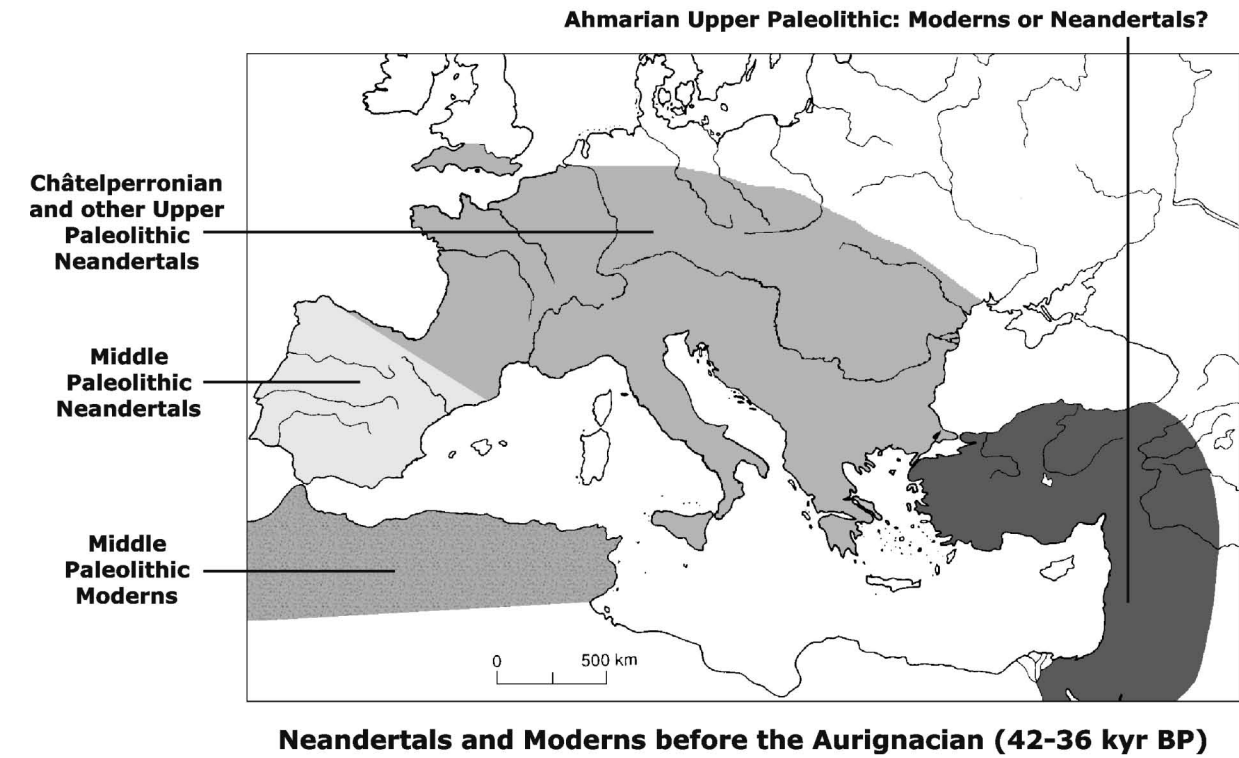 Ahmarian Upper Paleolithic: Moderns or Neandertals?
Châtelperronian
and other Upper
Paleolithic
Neandertals
Middle
Paleolithic
Neandertals
Middle
Paleolithic
Moderns
0 500 km
Neandertals and Moderns before the Aurignacian (42-36 kyr BP)